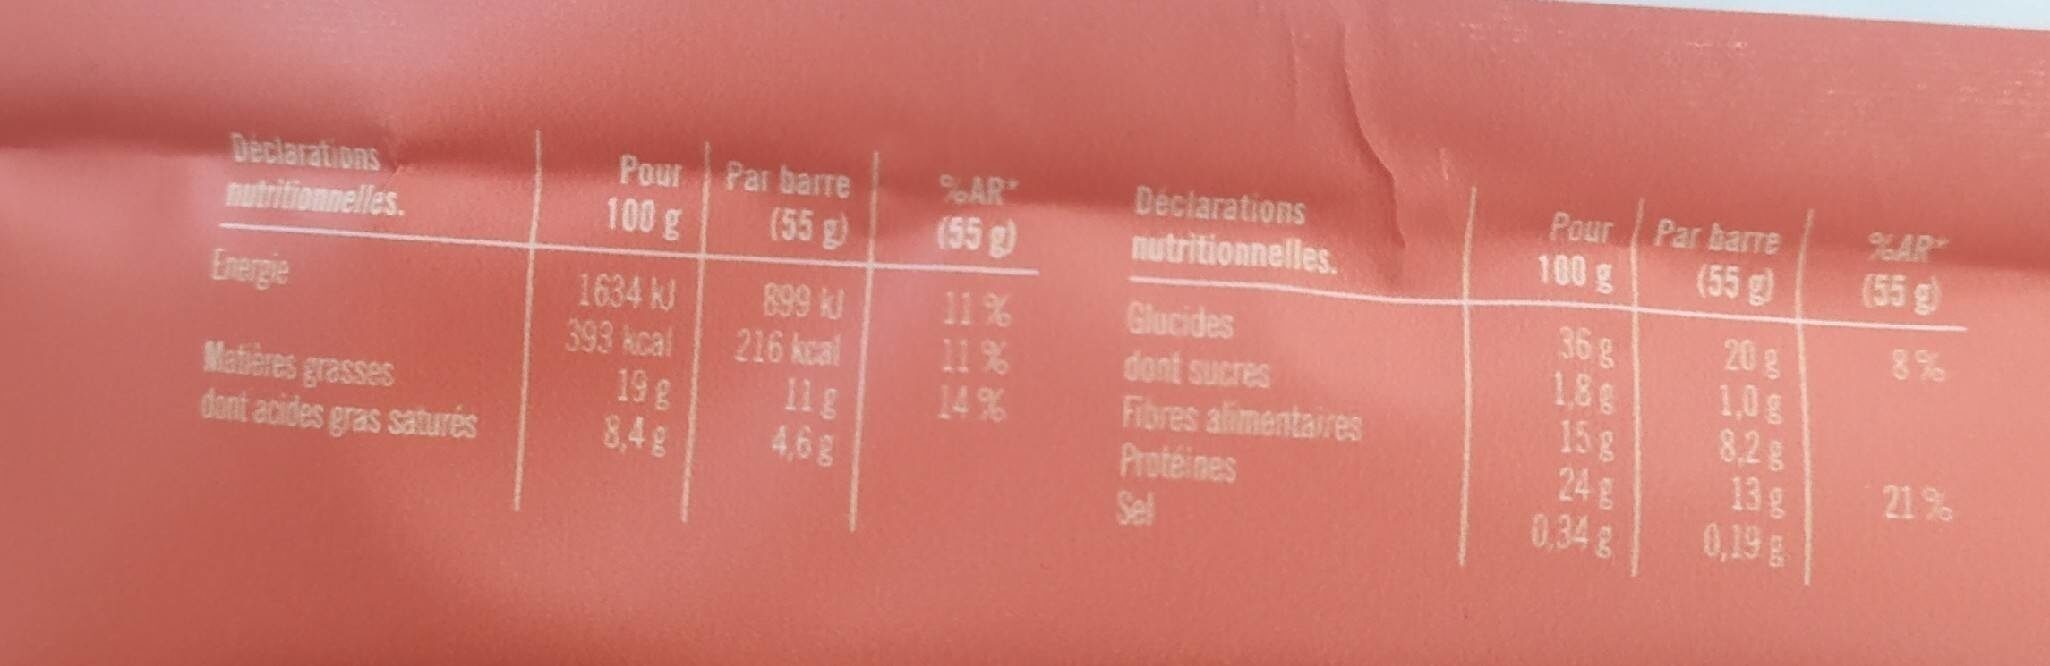 Déclarations
nutritionnelles.
Pour
100 g
Par barre
(55 g)
%AR*
(55 g)
Energie
1634 kJ
899 kJ
11 %
393 kcal
216 kcal
11 %
Matières grasses
19 g
11 g
14 %
dont acides gras saturés
8,4 g
4,6 g
Déclarations
nutritionnelles.
Pour
100 g
Par barre
(55 g)
%AR*
(55 g)
Glucides
36 g
20 g
8 %
dont sucres
1,8 g
1,0 g
Fibres alimentaires
15 g
8,2 g
Protéines
24 g
13 g
21 %
Sel
0,34 g
0,19 g